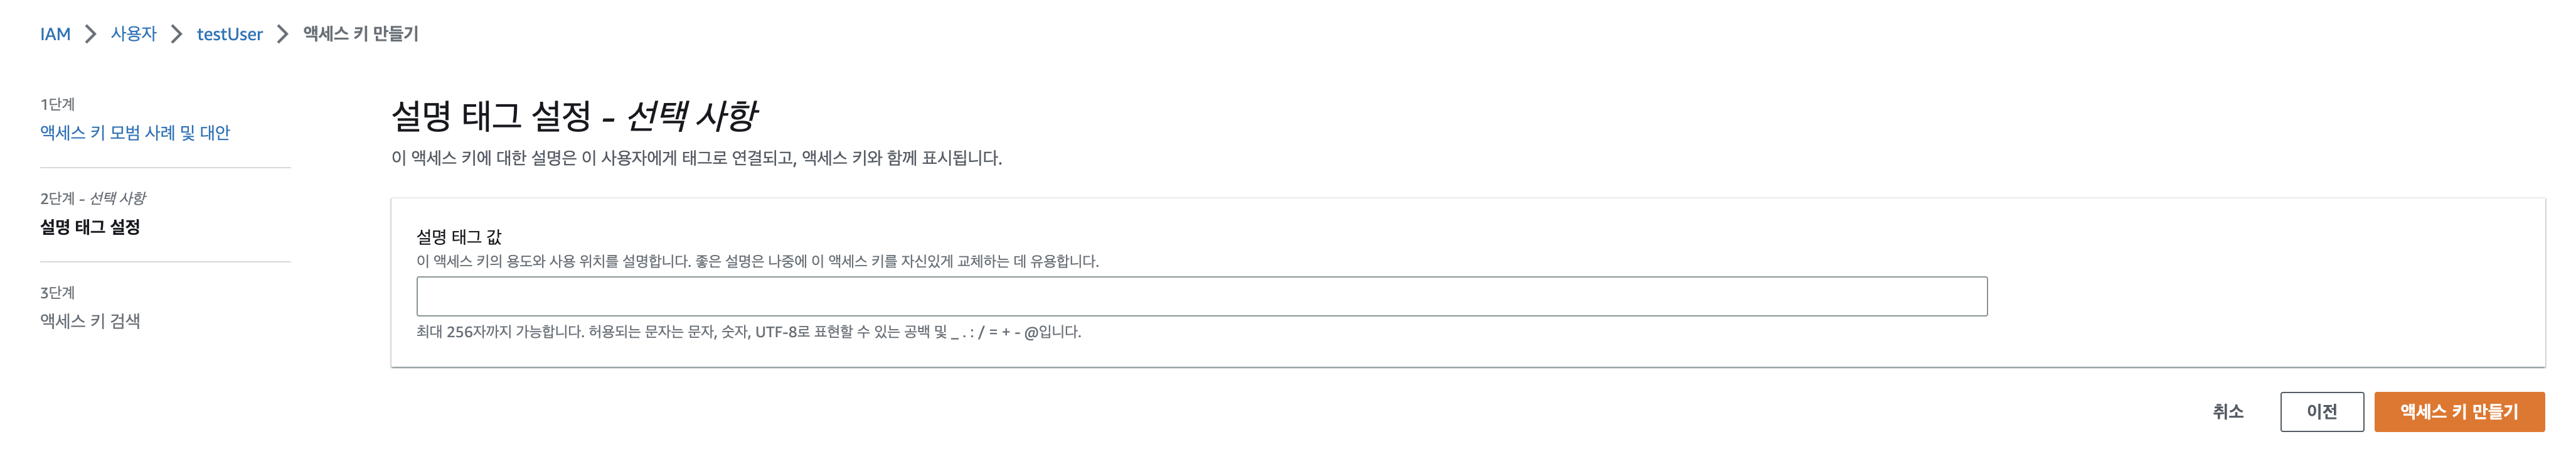 IAM > 사용자 > testUser > 액세스 키 만들기
1단계
액세스 키 모범 사례 및 대안
2단계 - 선택 사항
설명 태그 설정
3단계
액세스 키 검색
설명 태그 설정 - 선택 사항
이 액세스 키에 대한 설명은 이 사용자에게 태그로 연결되고, 액세스 키와 함께 표시됩니다.
설명 태그 값
이 액세스 키의 용도와 사용 위치를 설명합니다. 좋은 설명은 나중에 이 액세스 키를 자신있게 교체하는 데 유용합니다.
최대 256자까지 가능합니다. 허용되는 문자는 문자, 숫자, UTF-8로 표현할 수 있는 공백 및 _ . : / = + - @입니다.
취소 이전 액세스 키 만들기